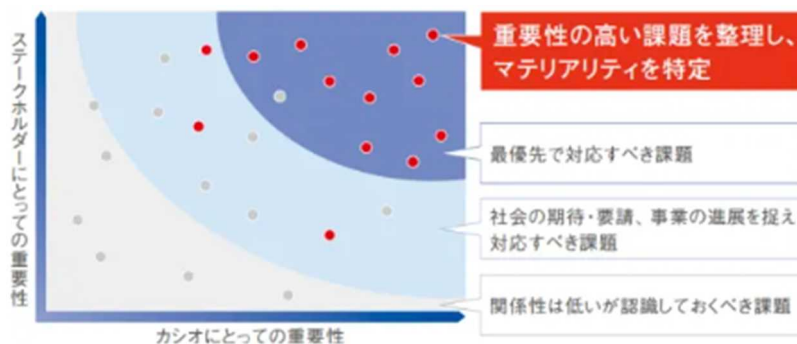 ステークホルダーにとっての重要性
重要性の高い課題を整理し、
マテリアリティを特定
最優先で対応すべき課題
社会の期待・要請、事業の進展を捉え
対応すべき課題
関係性は低いが認識しておくべき課題
カシオにとっての重要性